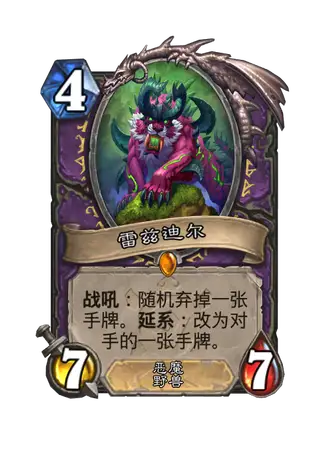 4
雷兹迪尔
战吼：随机弃掉一张
手牌。延系：改为对
手的一张手牌。
7
恶魔
野兽
7